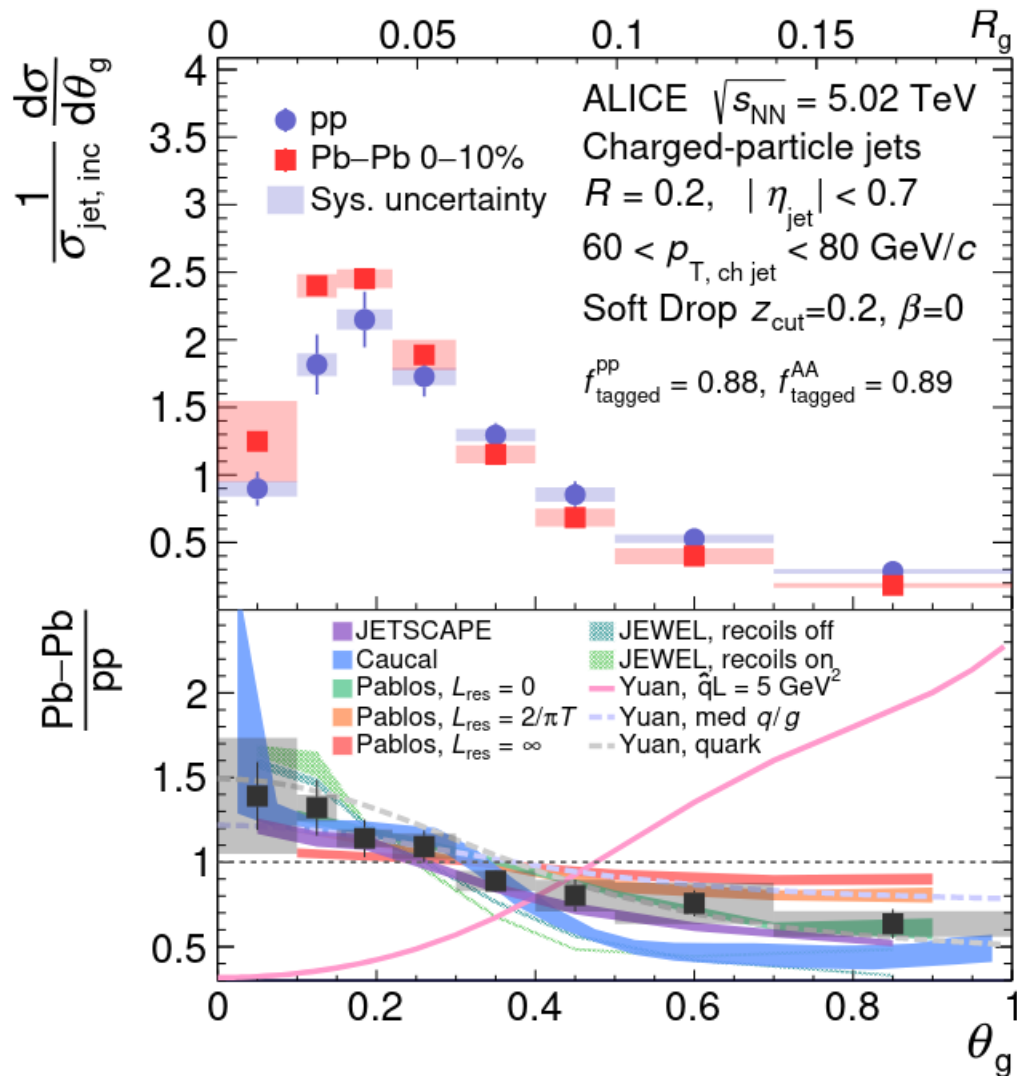 0 0.05 0.1 0.15 R_g
1/σ_jet, inc dσ/dθ_g
4
3.5
3
2.5
2
1.5
1
0.5
pp
Pb–Pb 0–10%
Sys. uncertainty
ALICE √s_NN = 5.02 TeV
Charged-particle jets
R = 0.2, | η_jet| < 0.7
60 < p_T, ch jet < 80 GeV/c
Soft Drop z_cut=0.2, β=0
f^pp_tagged = 0.88, f^AA_tagged = 0.89
Pb–Pb/pp
2
1.5
1
0.5
JETSCAPE
Caucal
Pablos, L_res = 0
Pablos, L_res = 2/πT
Pablos, L_res = ∞
JEWEL, recoils off
JEWEL, recoils on
Yuan, q̂L = 5 GeV²
Yuan, med q/g
Yuan, quark
0 0.2 0.4 0.6 0.8 1
θ_g